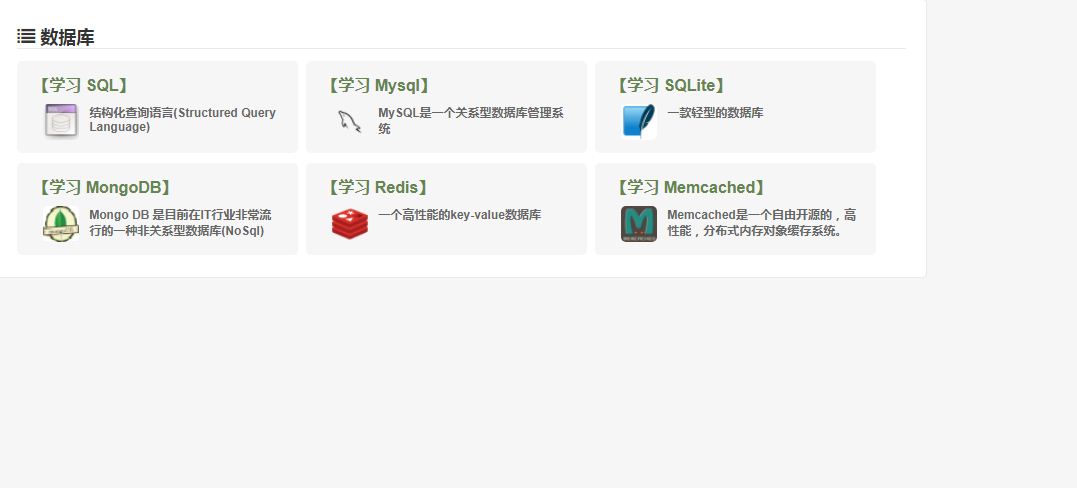 数据库
【学习 SQL】
结构化查询语言(Structured Query
Language)
【学习 Mysql】
MySQL是一个关系型数据库管理系
统
【学习 SQLite】
一款轻型的数据库
【学习 MongoDB】
Mongo DB 是目前在IT行业非常流
行的一种非关系型数据库(NoSql)
【学习 Redis】
一个高性能的key-value数据库
【学习 Memcached】
Memcached是一个自由开源的，高
性能，分布式内存对象缓存系统。